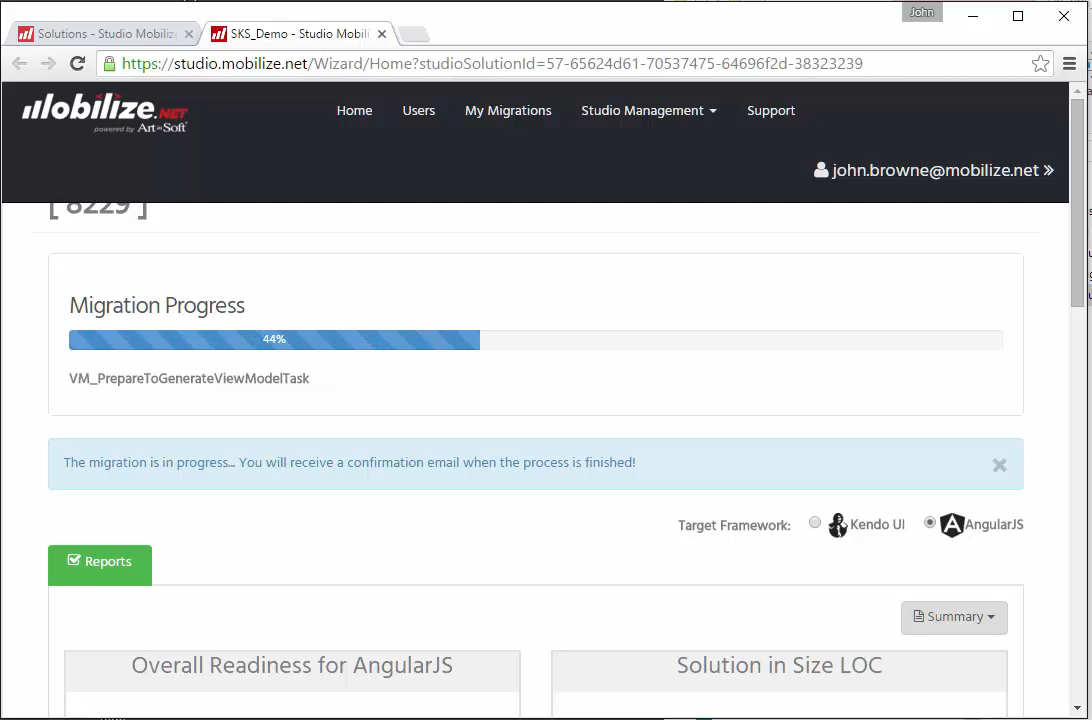 John
Solutions - Studio Mobiliz
SKS_Demo - Studio Mobili
https://studio.mobilize.net/Wizard/Home?studioSolutionId=57-65624d61-70537475-64696f2d-38323239
Mobilize.NET
powered by ArtinSoft
Home Users My Migrations Studio Management Support
john.browne@mobilize.net »
[ 8229 ]
Migration Progress
44%
VM_PrepareToGenerateViewModelTask
The migration is in progress... You will receive a confirmation email when the process is finished!
Target Framework: Kendo UI AngularJS
Reports
Summary
Overall Readiness for AngularJS
Solution in Size LOC